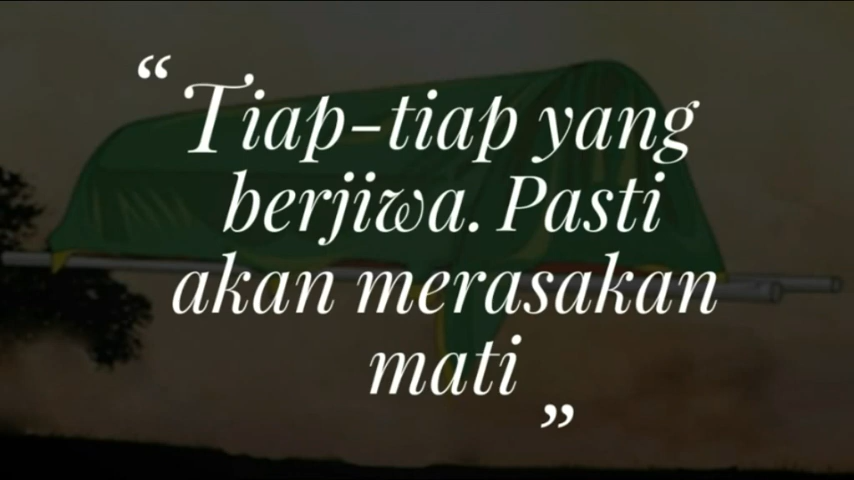 “ Tiap-tiap yang
berjiwa. Pasti
akan merasakan
mati ”